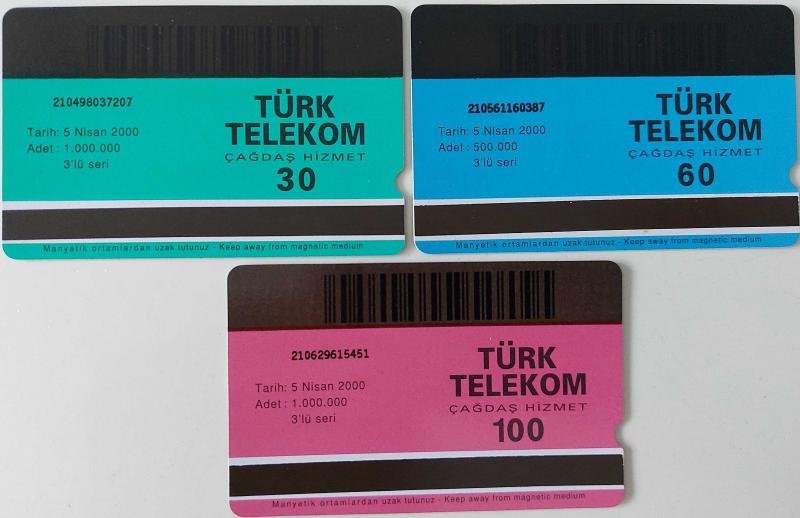 210498037207
Tarih: 5 Nisan 2000
Adet : 1.000.000
3'lü seri
TÜRK
TELEKOM
ÇAĞDAŞ HİZMET
30
Manyetik ortamlardan uzak tutunuz - Keep away from magnetic medium
210561160387
Tarih: 5 Nisan 2000
Adet : 500.000
3'lü seri
TÜRK
TELEKOM
ÇAĞDAŞ HİZMET
60
Manyetik ortamlardan uzak tutunuz - Keep away from magnetic medium
210629615451
Tarih: 5 Nisan 2000
Adet : 1.000.000
3'lü seri
TÜRK
TELEKOM
ÇAĞDAŞ HİZMET
100
Manyetik ortamlardan uzak tutunuz - Keep away from magnetic medium